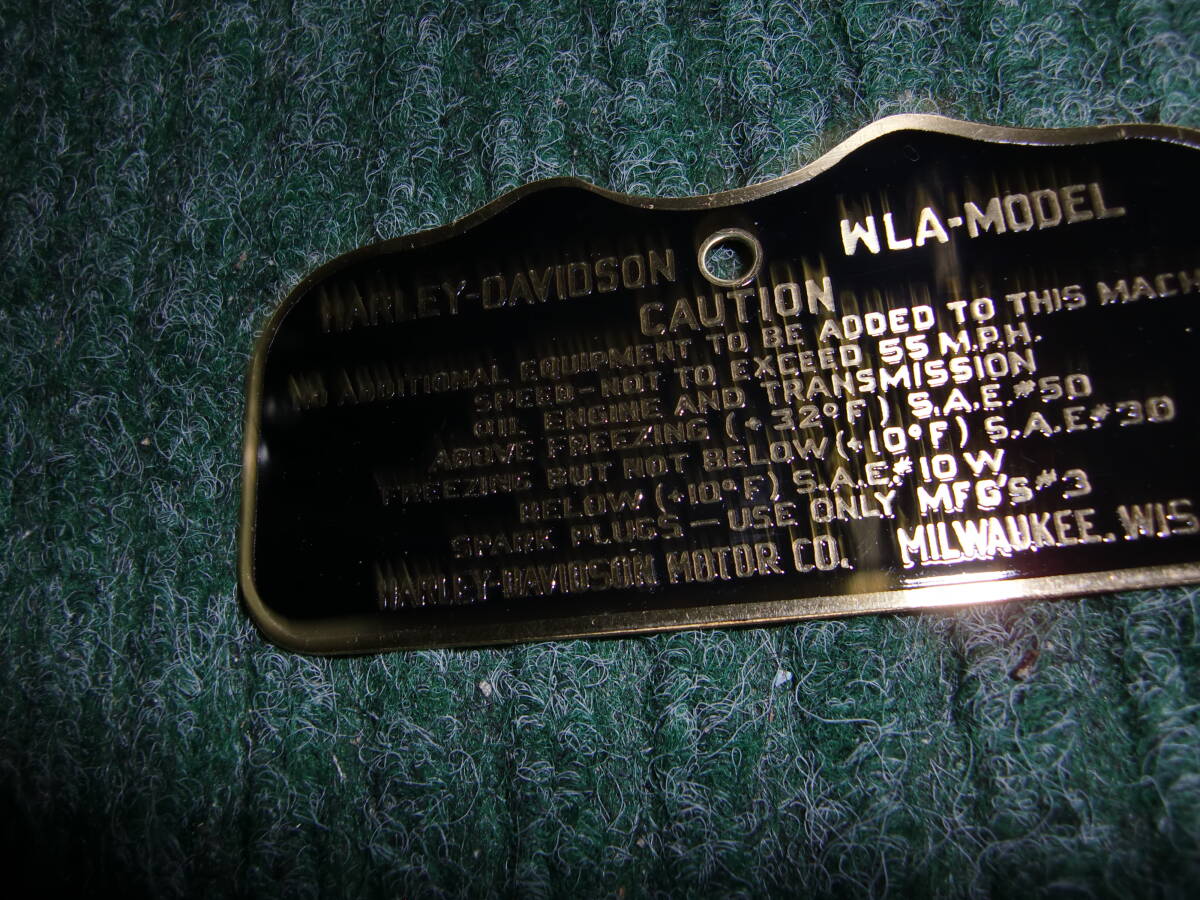 HARLEY-DAVIDSON WLA-MODEL
CAUTION
NO ADDITIONAL EQUIPMENT TO BE ADDED TO THIS MACH
SPEED-NOT TO EXCEED 55 M.P.H.
OIL ENGINE AND TRANSMISSION
ABOVE FREEZING (+ 32°F) S.A.E.#50
FREEZING BUT NOT BELOW (+10°F) S.A.E.#30
BELOW (+10°F) S.A.E.#10 W
SPARK PLUGS - USE ONLY MFG'S #3
HARLEY-DAVIDSON MOTOR CO. MILWAUKEE. WIS